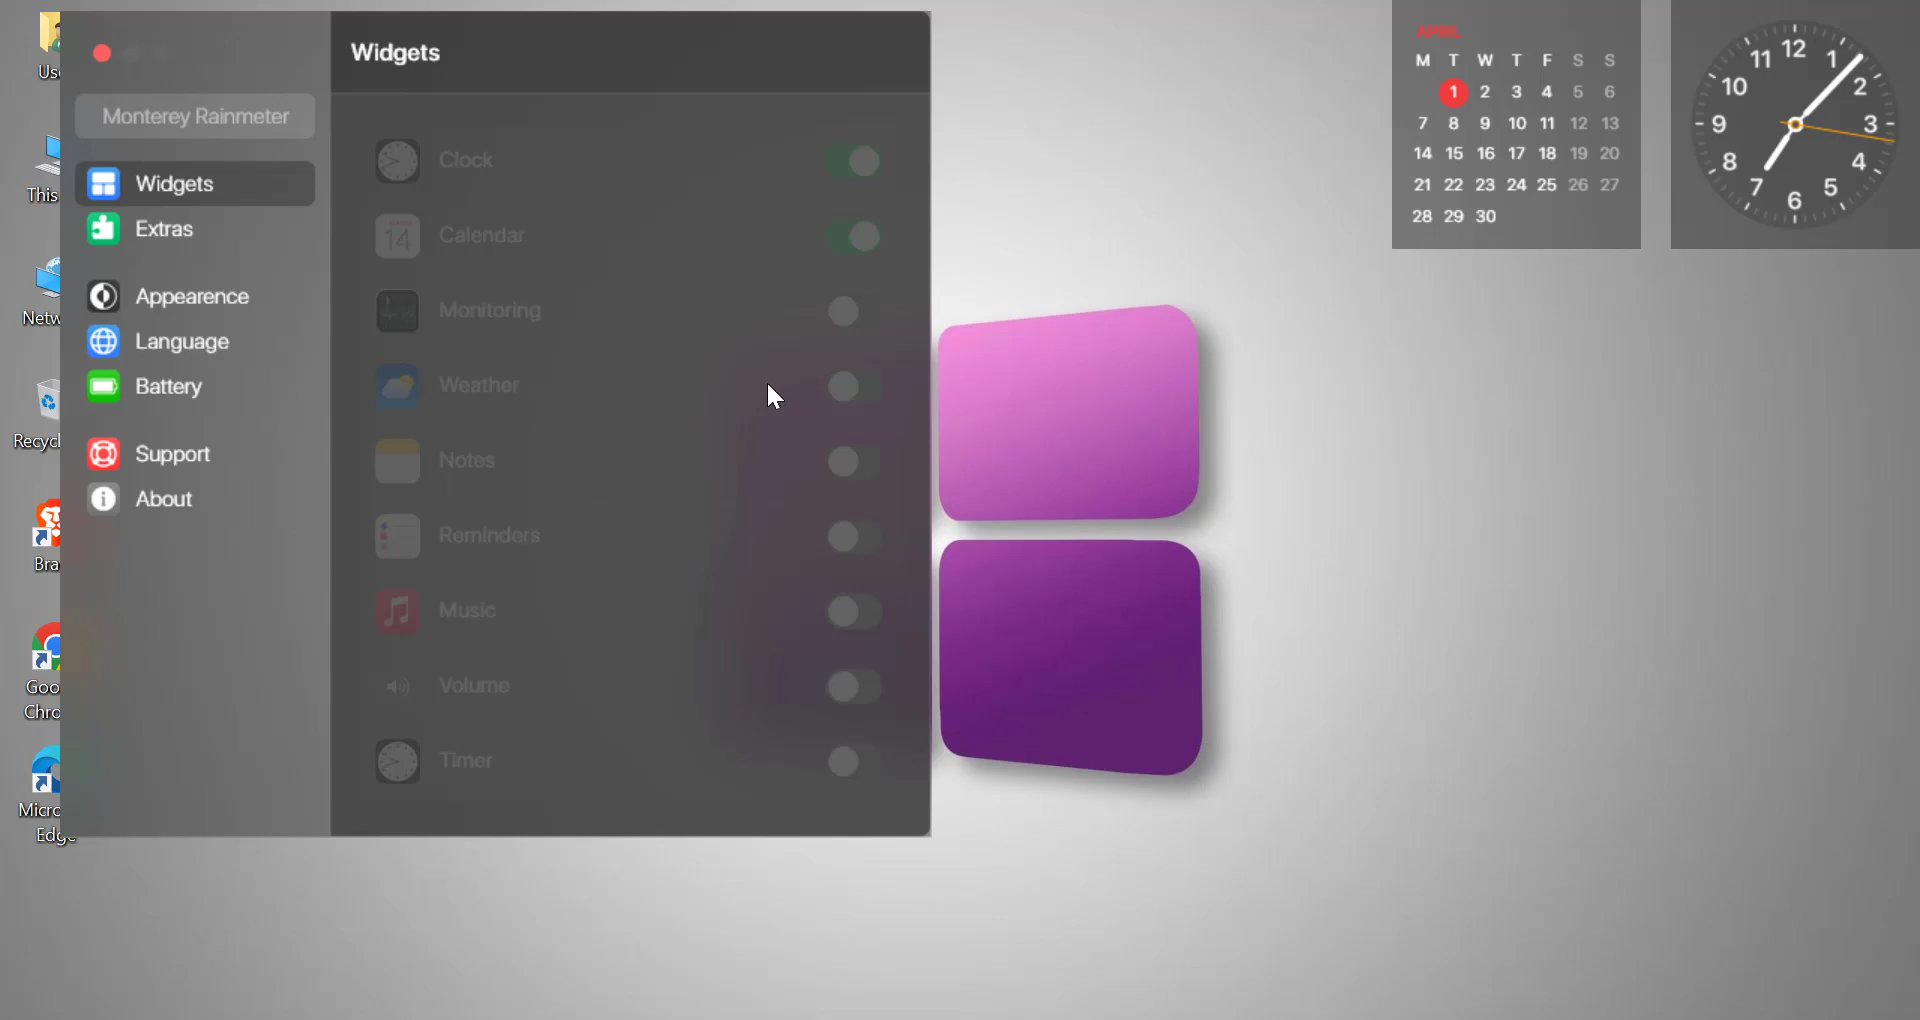 Widgets
Monterey Rainmeter
Widgets
Extras
Appearence
Language
Battery
Support
About
Clock
14
Calendar
Monitoring
Weather
Notes
Reminders
Music
Volume
Timer
This
Edge
APRIL
M T W T F S S
1 2 3 4 5 6
7 8 9 10 11 12 13
14 15 16 17 18 19 20
21 22 23 24 25 26 27
28 29 30
12
11 1
10 2
9 3
8 4
7 5
6